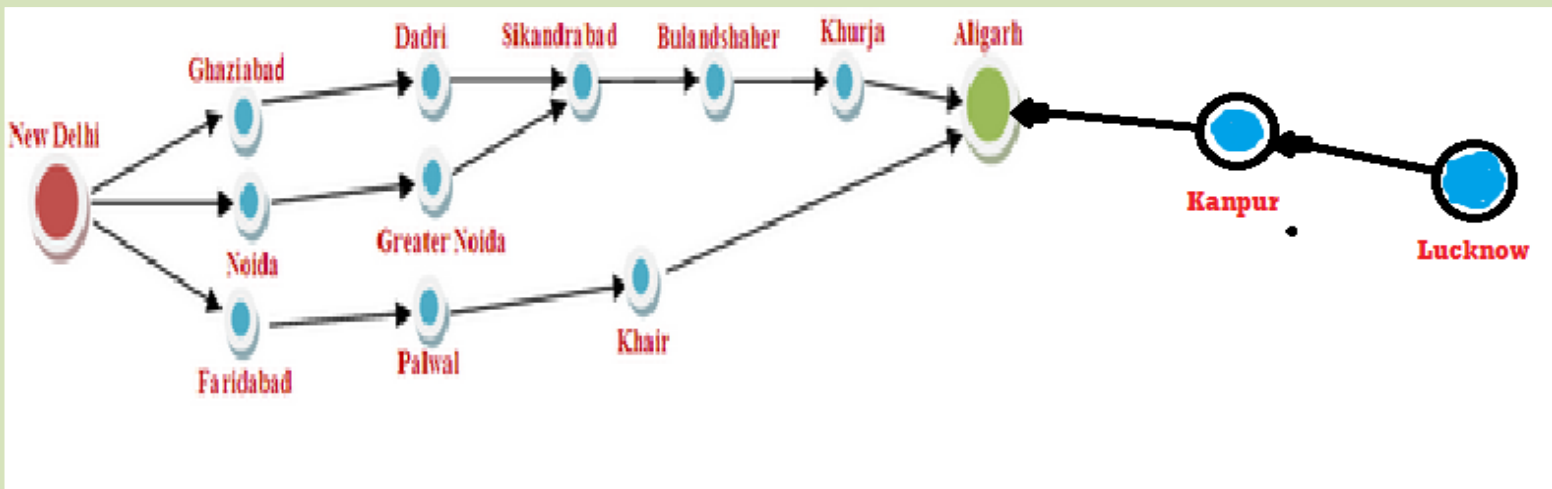 New Delhi
Ghaziabad
Dadri
Sikandrabad
Bulandshaher
Khurja
Aligarh
Noida
Greater Noida
Faridabad
Palwal
Khair
Kanpur
Lucknow